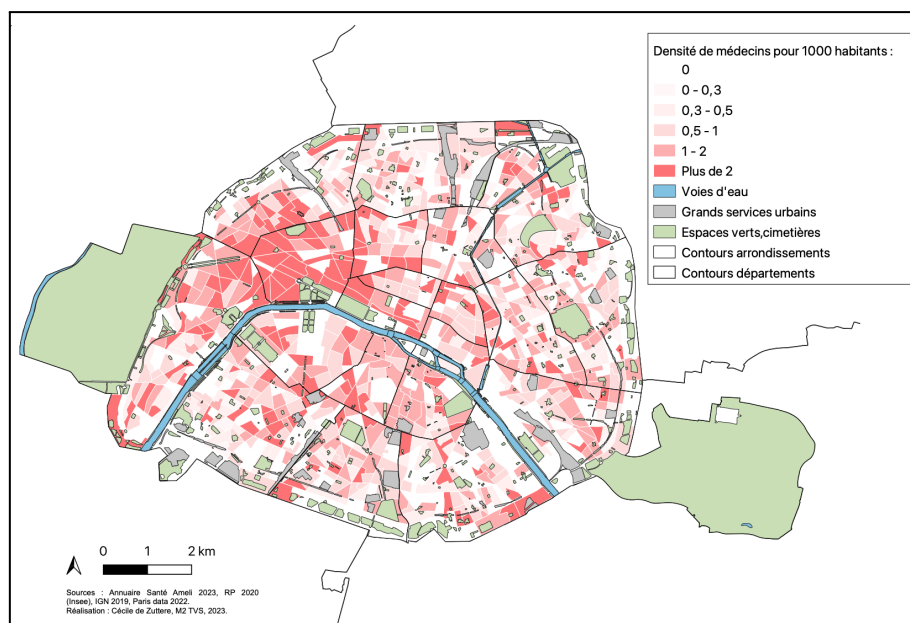 Densité de médecins pour 1000 habitants :
0
0 - 0,3
0,3 - 0,5
0,5 - 1
1 - 2
Plus de 2
Voies d'eau
Grands services urbains
Espaces verts,cimetières
Contours arrondissements
Contours départements
0 1 2 km
Sources : Annuaire Santé Ameli 2023, RP 2020
(Insee), IGN 2019, Paris data 2022.
Réalisation : Cécile de Zuttere, M2 TVS, 2023.